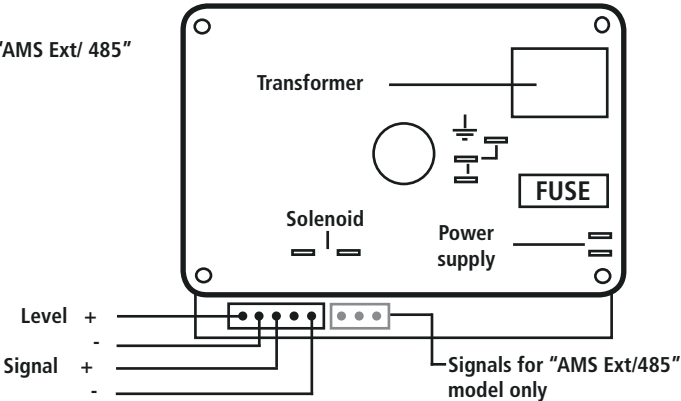 “AMS Ext/ 485”
Transformer
FUSE
Solenoid
Power
supply
Level +
-
Signal +
-
Signals for “AMS Ext/485”
model only